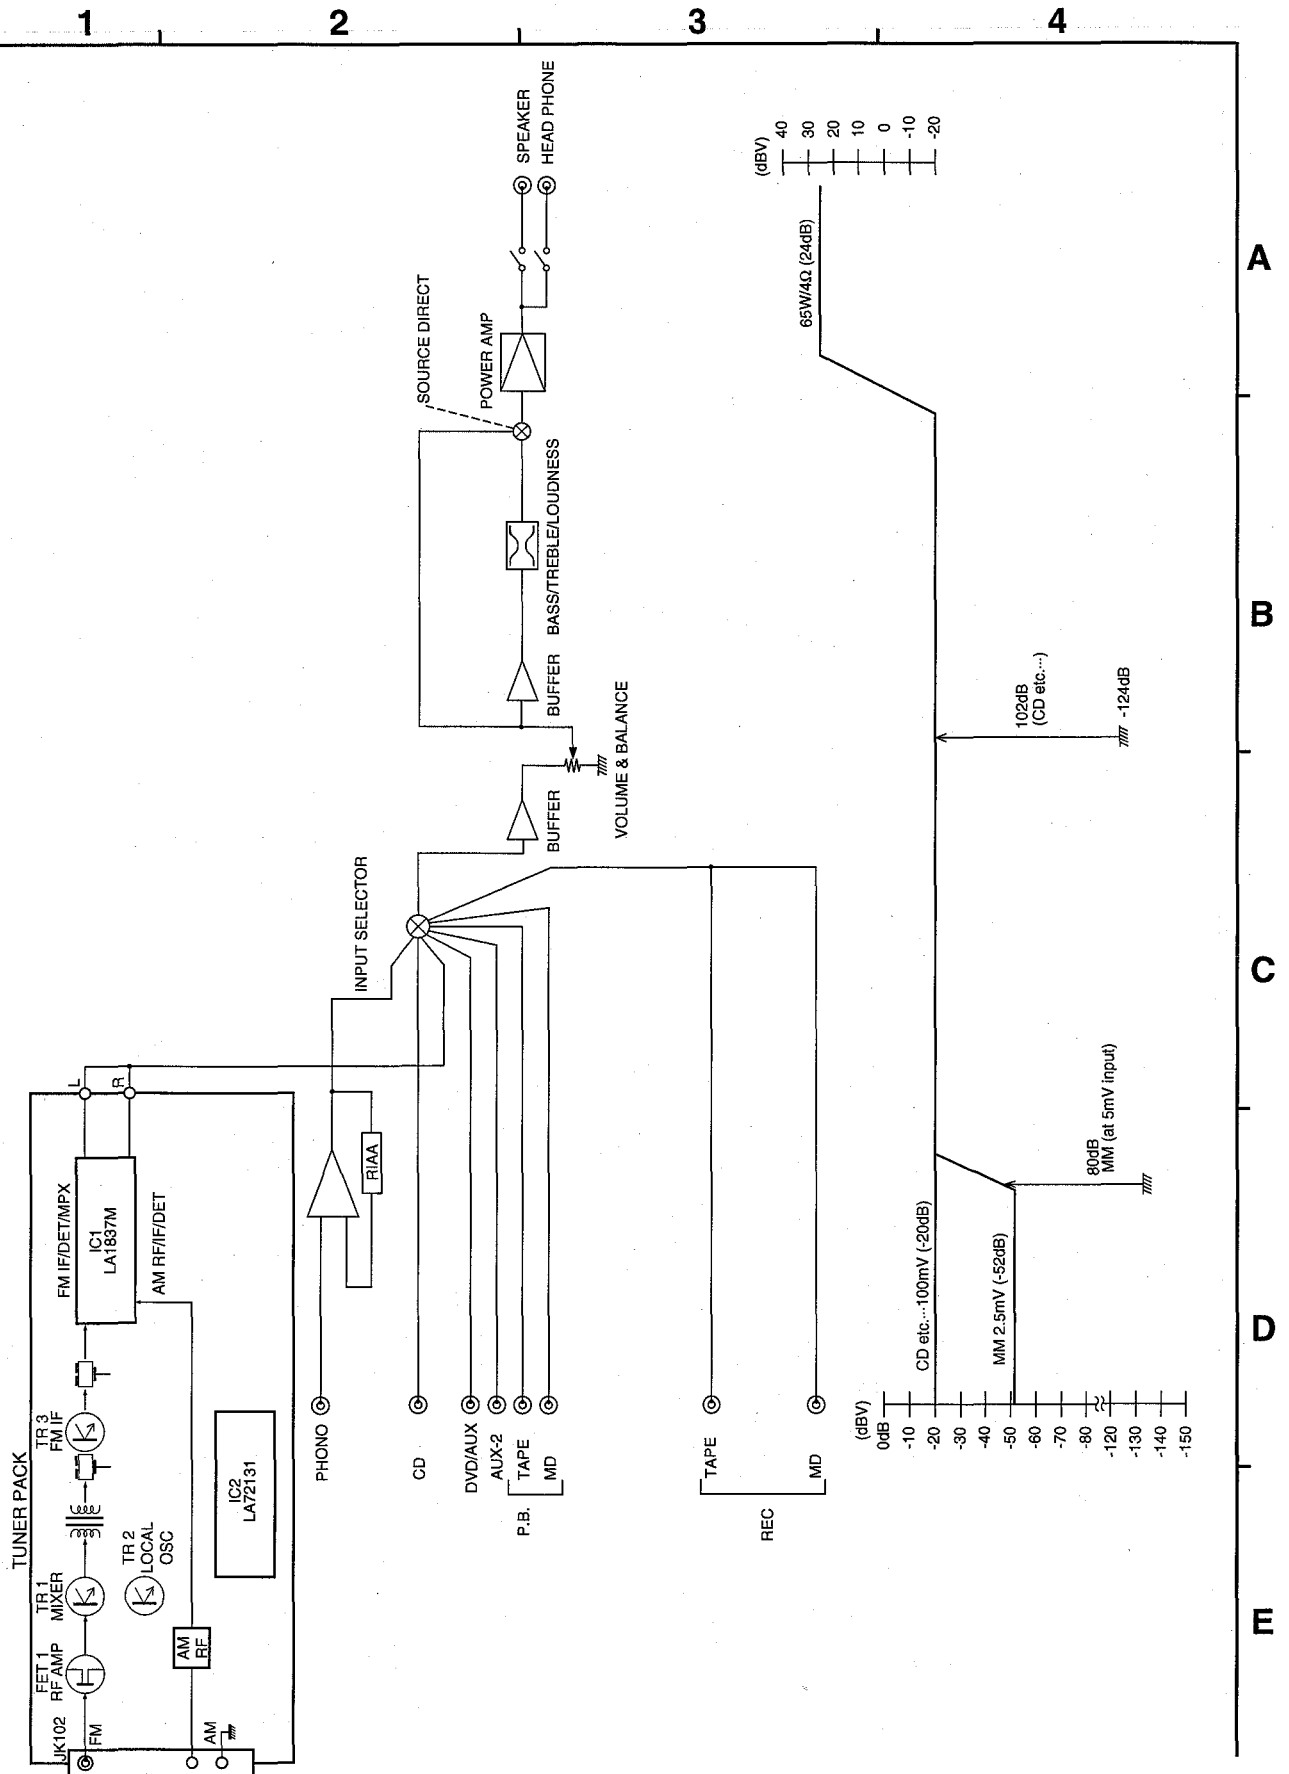 1
2
3
4
A
B
C
D
E
TUNER PACK
JK102
FM
FET 1
RF AMP
TR 1
MIXER
TR 2
LOCAL
OSC
TR 3
FM IF
FM IF/DET/MPX
IC1
LA1837M
AM RF/IF/DET
L
R
AM
RF
AM
IC2
LA72131
PHONO
RIAA
CD
DVD/AUX
AUX-2
TAPE
MD
P.B.
TAPE
MD
REC
INPUT SELECTOR
BUFFER
VOLUME & BALANCE
BUFFER
BASS/TREBLE/LOUDNESS
SOURCE DIRECT
POWER AMP
SPEAKER
HEAD PHONE
(dBV)
0dB
-10
-20
-30
-40
-50
-60
-70
-80
-120
-130
-140
-150
CD etc.···100mV (-20dB)
MM 2.5mV (-52dB)
80dB
MM (at 5mV input)
102dB
(CD etc.···)
-124dB
65W/4Ω (24dB)
(dBV)
40
30
20
10
0
-10
-20